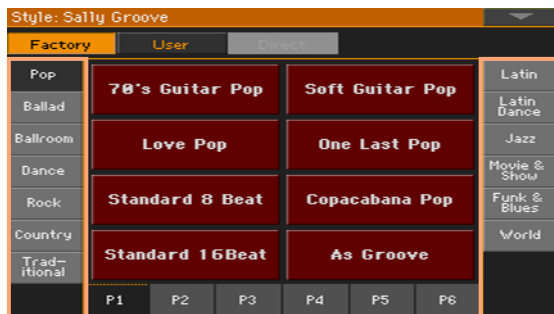 Style: Sally Groove
Factory User Direct
Pop
Ballad
Ballroom
Dance
Rock
Country
Trad-
itional
70's Guitar Pop
Soft Guitar Pop
Love Pop
One Last Pop
Standard 8 Beat
Copacabana Pop
Standard 16Beat
As Groove
Latin
Latin
Dance
Jazz
Movie &
Show
Funk &
Blues
World
P1 P2 P3 P4 P5 P6